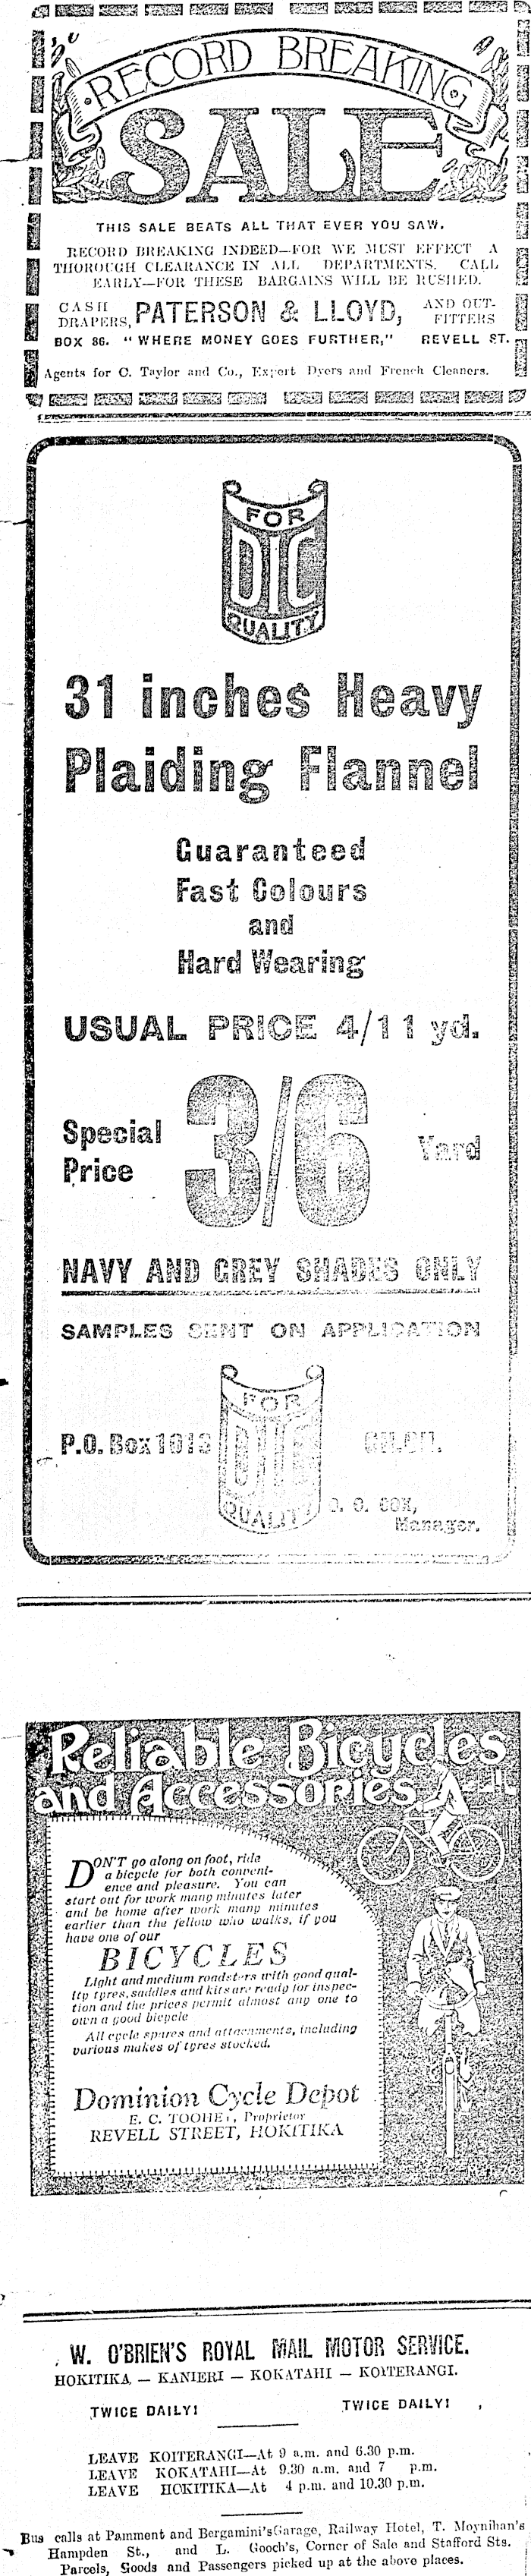 RECORD BREAKING
SALE
THIS SALE BEATS ALL THAT EVER YOU SAW.
RECORD BREAKING INDEED—FOR WE MUST EFFECT A
THOROUGH CLEARANCE IN ALL DEPARTMENTS. CALL
EARLY—FOR THESE BARGAINS WILL BE RUSHED.
CASH DRAPERS, PATERSON & LLOYD, AND OUT-FITTERS
BOX 86. "WHERE MONEY GOES FURTHER," REVELL ST.
Agents for C. Taylor and Co., Expert Dyers and French Cleaners.
FOR
DIC
QUALITY
31 inches Heavy
Plaiding Flannel
Guaranteed
Fast Colours
and
Hard Wearing
USUAL PRICE 4/11 yd.
Special Price 3/6 Yard
NAVY AND GREY SHADES ONLY
SAMPLES SENT ON APPLICATION
FOR
DIC
QUALITY
P.O. Box 1013 CH.CH.
COX,
Manager.
Reliable Bicycles
and Accessories
DON'T go along on foot, ride
a bicycle for both conveni-
ence and pleasure. You can
start out for work many minutes later
and be home after work many minutes
earlier than the fellow who walks, if you
have one of our
BICYCLES
Light and medium roadsters with good qual-
ity tyres, saddles and kits are ready for inspec-
tion and the prices permit almost any one to
own a good bicycle
All cycle spares and attachments, including
various makes of tyres stocked.
Dominion Cycle Depot
E. C. TOOHEY, Proprietor
REVELL STREET, HOKITIKA
W. O'BRIEN'S ROYAL MAIL MOTOR SERVICE.
HOKITIKA, — KANIERI — KOKATAHI — KOITERANGI.
TWICE DAILY! TWICE DAILY!
LEAVE KOITERANGI—At 9 a.m. and 6.30 p.m.
LEAVE KOKATAHI—At 9.30 a.m. and 7 p.m.
LEAVE HOKITIKA—At 4 p.m. and 10.30 p.m.
Bus calls at Pamment and Bergamini's Garage, Railway Hotel, T. Moynihan's
Hampden St., and L. Gooch's, Corner of Sale and Stafford Sts.
Parcels, Goods and Passengers picked up at the above places.